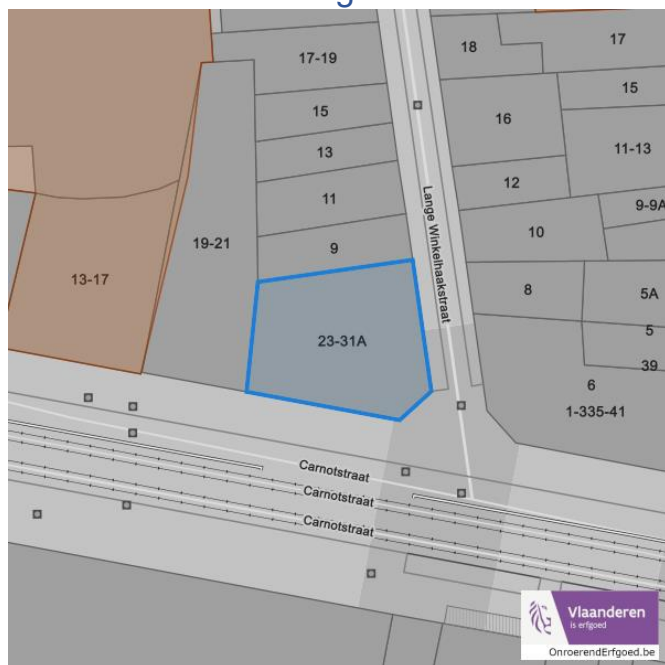 17-19
18
17
15
15
16
13
11-13
12
11
9-9A
Lange Winkelhaakstraat
10
19-21
9
13-17
8
5A
5
23-31A
39
6
1-335-41
Carnotstraat
Carnotstraat
Carnotstraat
Vlaanderen
is erfgoed
OnroerendErfgoed.be